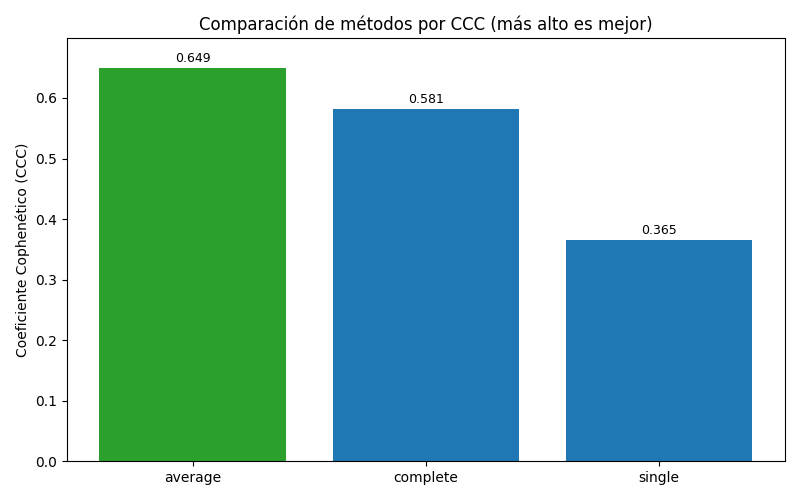 Comparación de métodos por CCC (más alto es mejor)
Coeficiente Cophenético (CCC)
0.6
0.5
0.4
0.3
0.2
0.1
0.0
0.649
0.581
0.365
average
complete
single